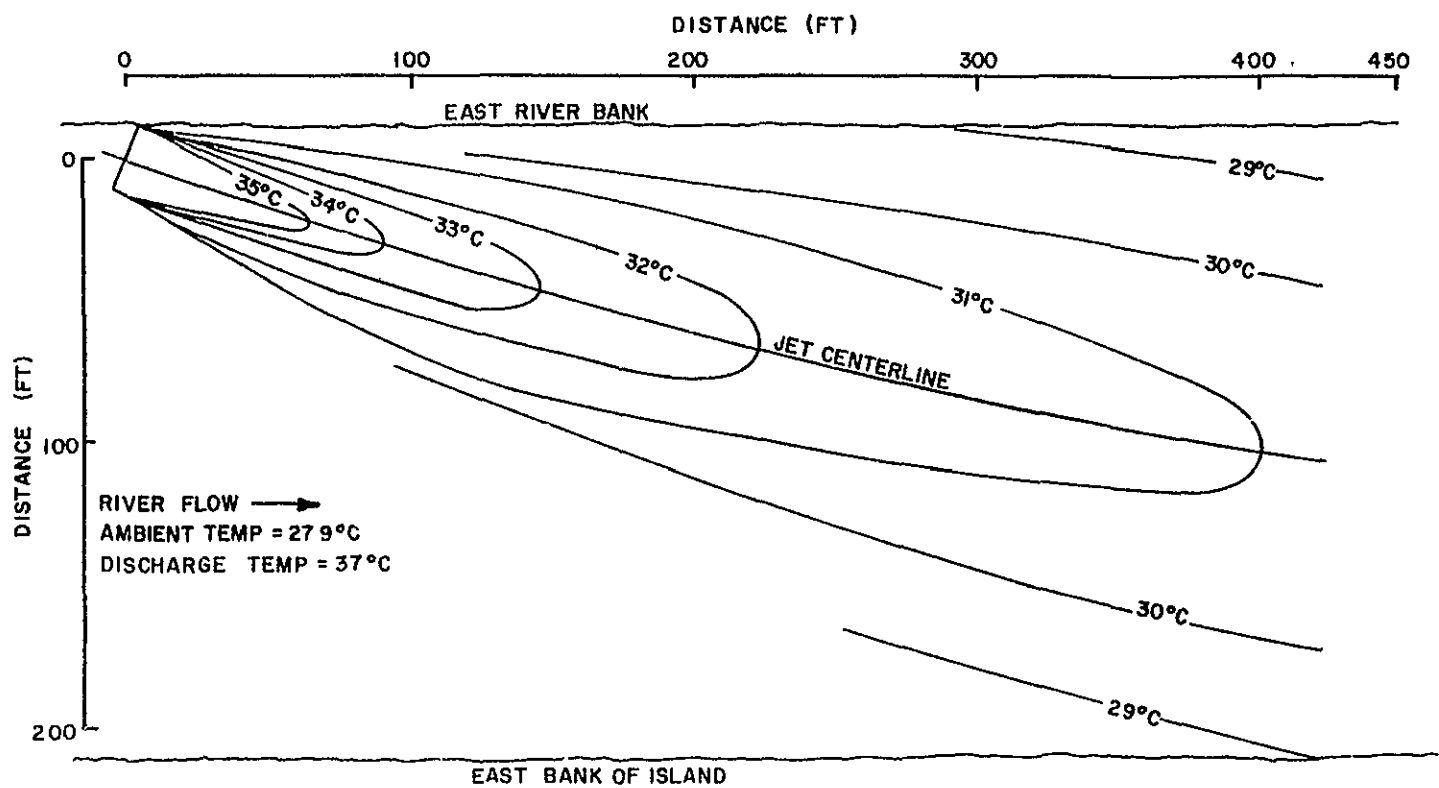 DISTANCE (FT)
0 100 200 300 400 450
EAST RIVER BANK
0
29°C
35°C
34°C
33°C
32°C
30°C
31°C
JET CENTERLINE
DISTANCE (FT)
100
RIVER FLOW
AMBIENT TEMP = 27 9°C
DISCHARGE TEMP = 37°C
30°C
29°C
200
EAST BANK OF ISLAND